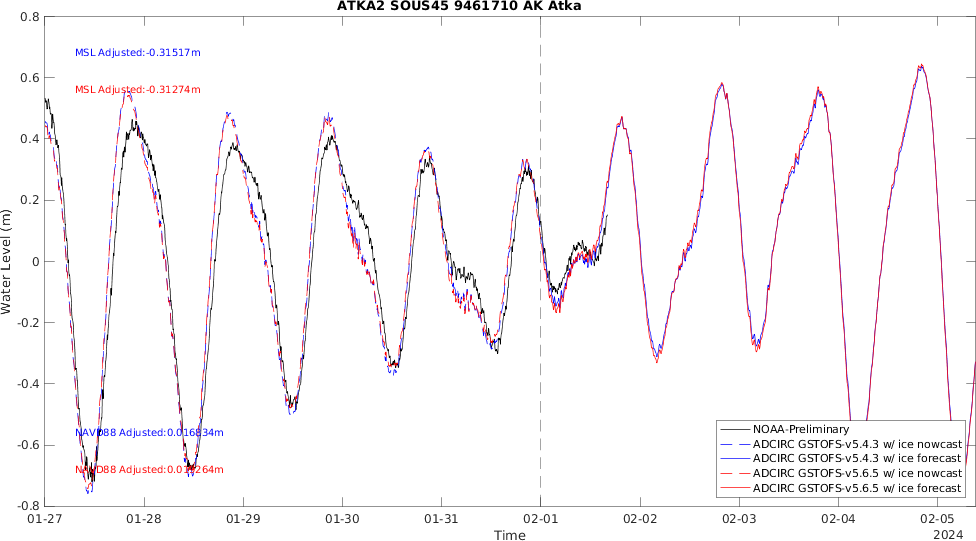 ATKA2 SOUS45 9461710 AK Atka
0.8
0.6
0.4
0.2
0
-0.2
-0.4
-0.6
-0.8
Water Level (m)
MSL Adjusted:-0.31517m
MSL Adjusted:-0.31274m
NAVD88 Adjusted:0.016834m
NAVD88 Adjusted:
NOAA-Preliminary
ADCIRC GSTOFS-v5.4.3 w/ ice nowcast
ADCIRC GSTOFS-v5.4.3 w/ ice forecast
ADCIRC GSTOFS-v5.6.5 w/ ice nowcast
ADCIRC GSTOFS-v5.6.5 w/ ice forecast
01-27 01-28 01-29 01-30 01-31 02-01 02-02 02-03 02-04 02-05
Time
2024